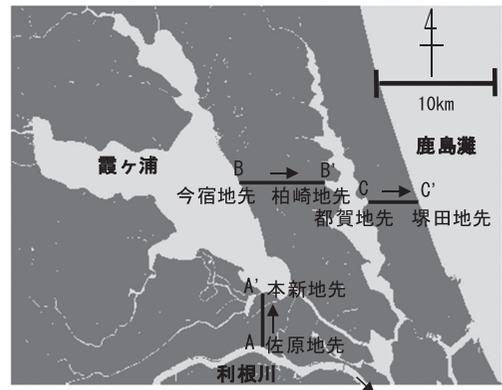 4
10km
鹿島灘
霞ヶ浦
B B' C C'
今宿地先 柏崎地先
都賀地先 堺田地先
A' 本新地先
A 佐原地先
利根川